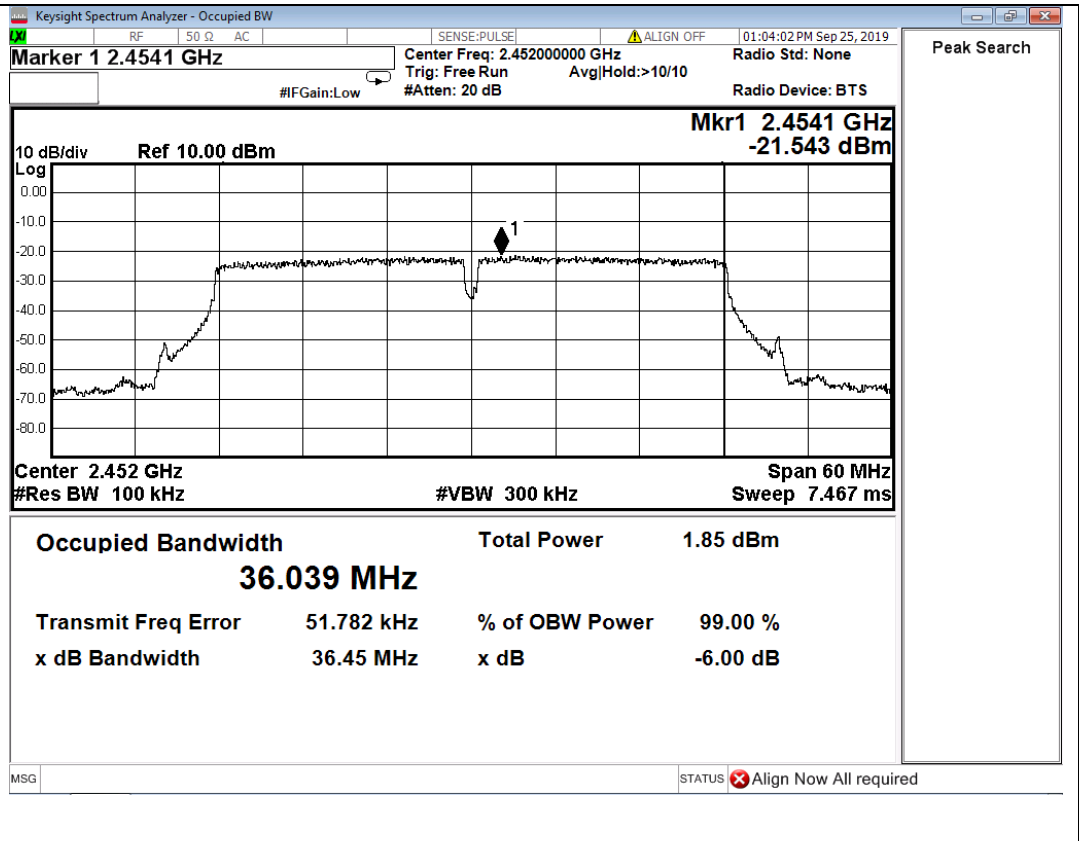 Keysight Spectrum Analyzer - Occupied BW
LXI RF 50 Ω AC SENSE:PULSE ALIGN OFF 01:04:02 PM Sep 25, 2019
Marker 1 2.4541 GHz
Center Freq: 2.452000000 GHz Radio Std: None
Trig: Free Run Avg|Hold:>10/10
#IFGain:Low #Atten: 20 dB Radio Device: BTS
Peak Search
Mkr1 2.4541 GHz
10 dB/div Ref 10.00 dBm -21.543 dBm
Log
0.00
-10.0
1
-20.0
-30.0
-40.0
-50.0
-60.0
-70.0
-80.0
Center 2.452 GHz Span 60 MHz
#Res BW 100 kHz #VBW 300 kHz Sweep 7.467 ms
Occupied Bandwidth Total Power 1.85 dBm
36.039 MHz
Transmit Freq Error 51.782 kHz % of OBW Power 99.00 %
x dB Bandwidth 36.45 MHz x dB -6.00 dB
MSG STATUS Align Now All required